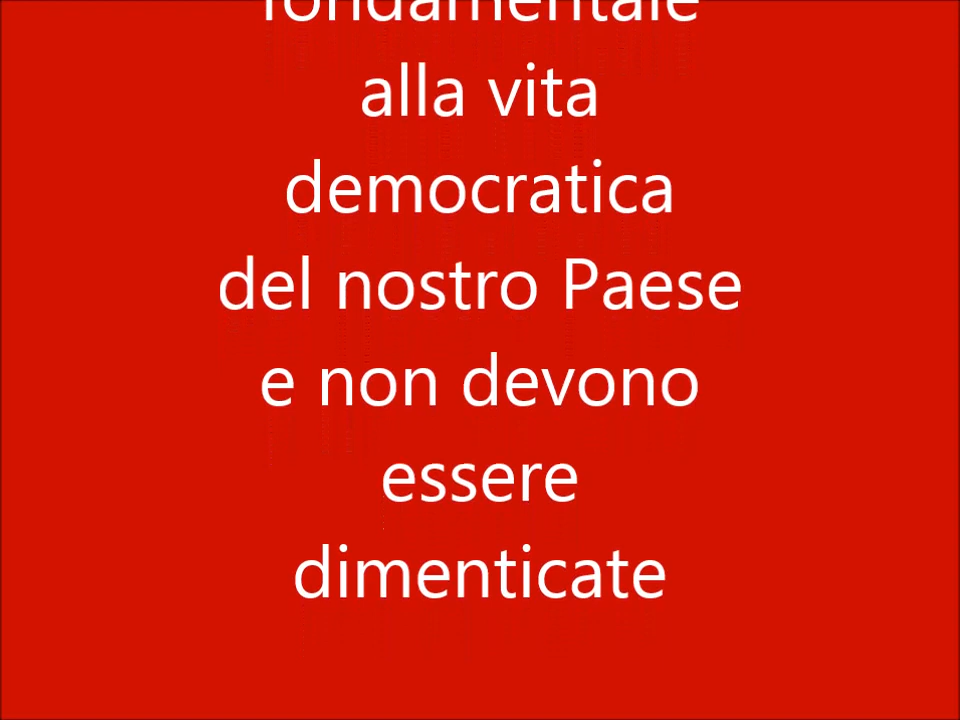 fondamentale
alla vita
democratica
del nostro Paese
e non devono
essere
dimenticate